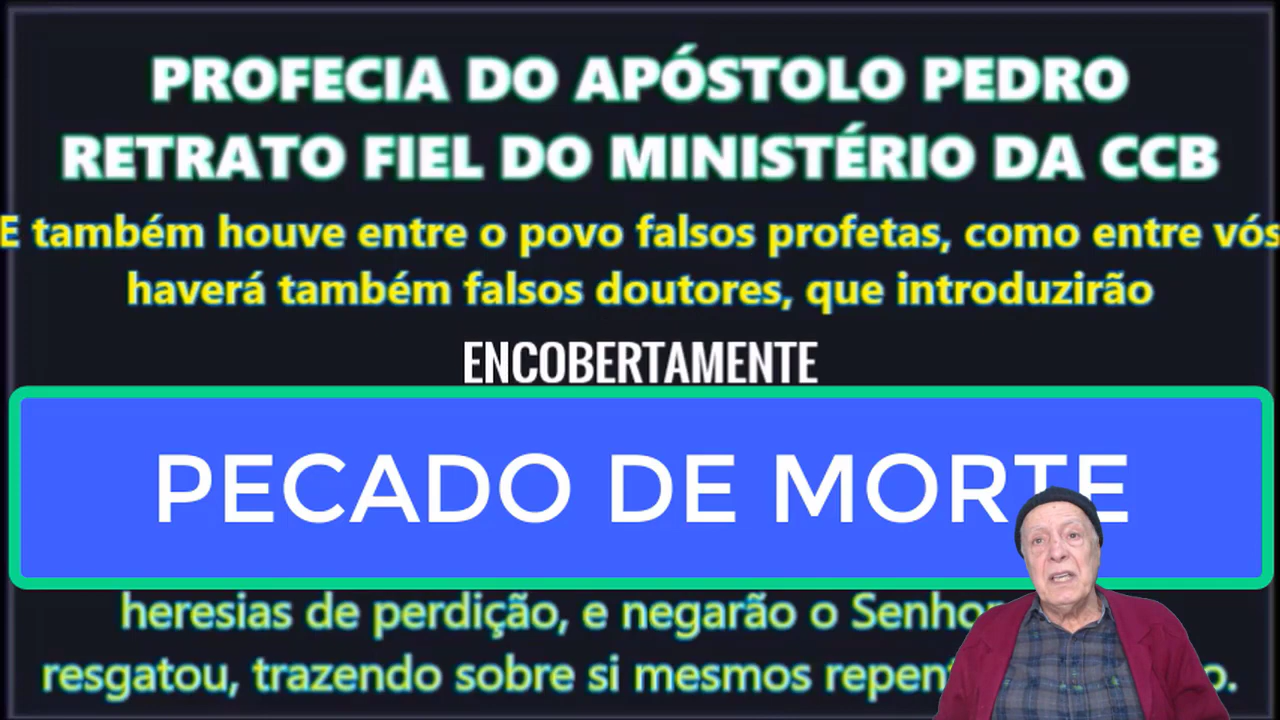 PROFECIA DO APÓSTOLO PEDRO
RETRATO FIEL DO MINISTÉRIO DA CCB
E também houve entre o povo falsos profetas, como entre vós
haverá também falsos doutores, que introduzirão
ENCOBERTAMENTE
PECADO DE MORTE
heresias de perdição, e negarão o Senhor
resgatou, trazendo sobre si mesmos